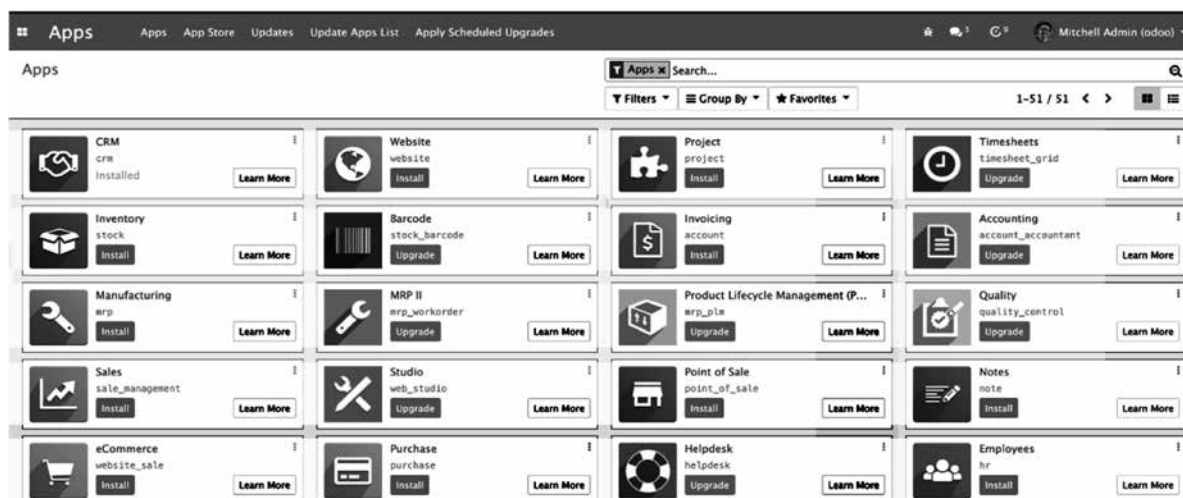 Apps Apps App Store Updates Update Apps List Apply Scheduled Upgrades Mitchell Admin (odoo)
Apps
Apps × Search...
Filters Group By Favorites 1-51 / 51
CRM Website Project Timesheets
crm website project timesheet_grid
Installed Learn More Install Learn More Install Learn More Upgrade Learn More
Inventory Barcode Invoicing Accounting
stock stock_barcode account account_accountant
Install Learn More Upgrade Learn More Install Learn More Upgrade Learn More
Manufacturing MRP II Product Lifecycle Management (P... Quality
mrp mrp_workorder mrp_plm quality_control
Install Learn More Upgrade Learn More Upgrade Learn More Upgrade Learn More
Sales Studio Point of Sale Notes
sale_management web_studio point_of_sale note
Install Learn More Upgrade Learn More Install Learn More Install Learn More
eCommerce Purchase Helpdesk Employees
website_sale purchase helpdesk hr
Install Learn More Install Learn More Upgrade Learn More Install Learn More